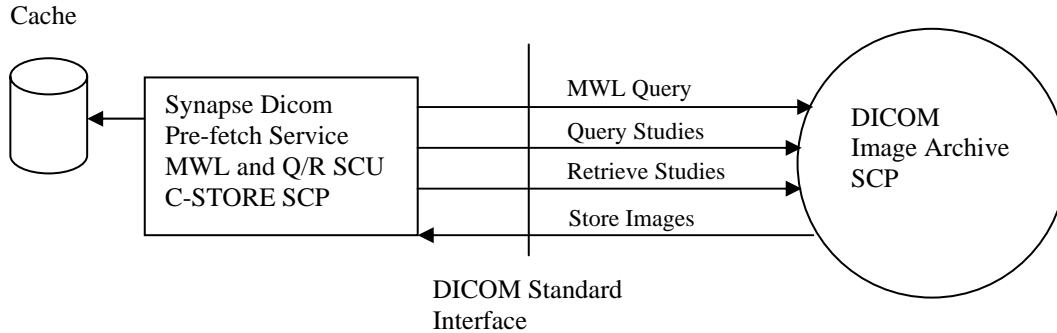 Cache
Synapse Dicom
Pre-fetch Service
MWL and Q/R SCU
C-STORE SCP
MWL Query
Query Studies
Retrieve Studies
Store Images
DICOM
Image Archive
SCP
DICOM Standard
Interface